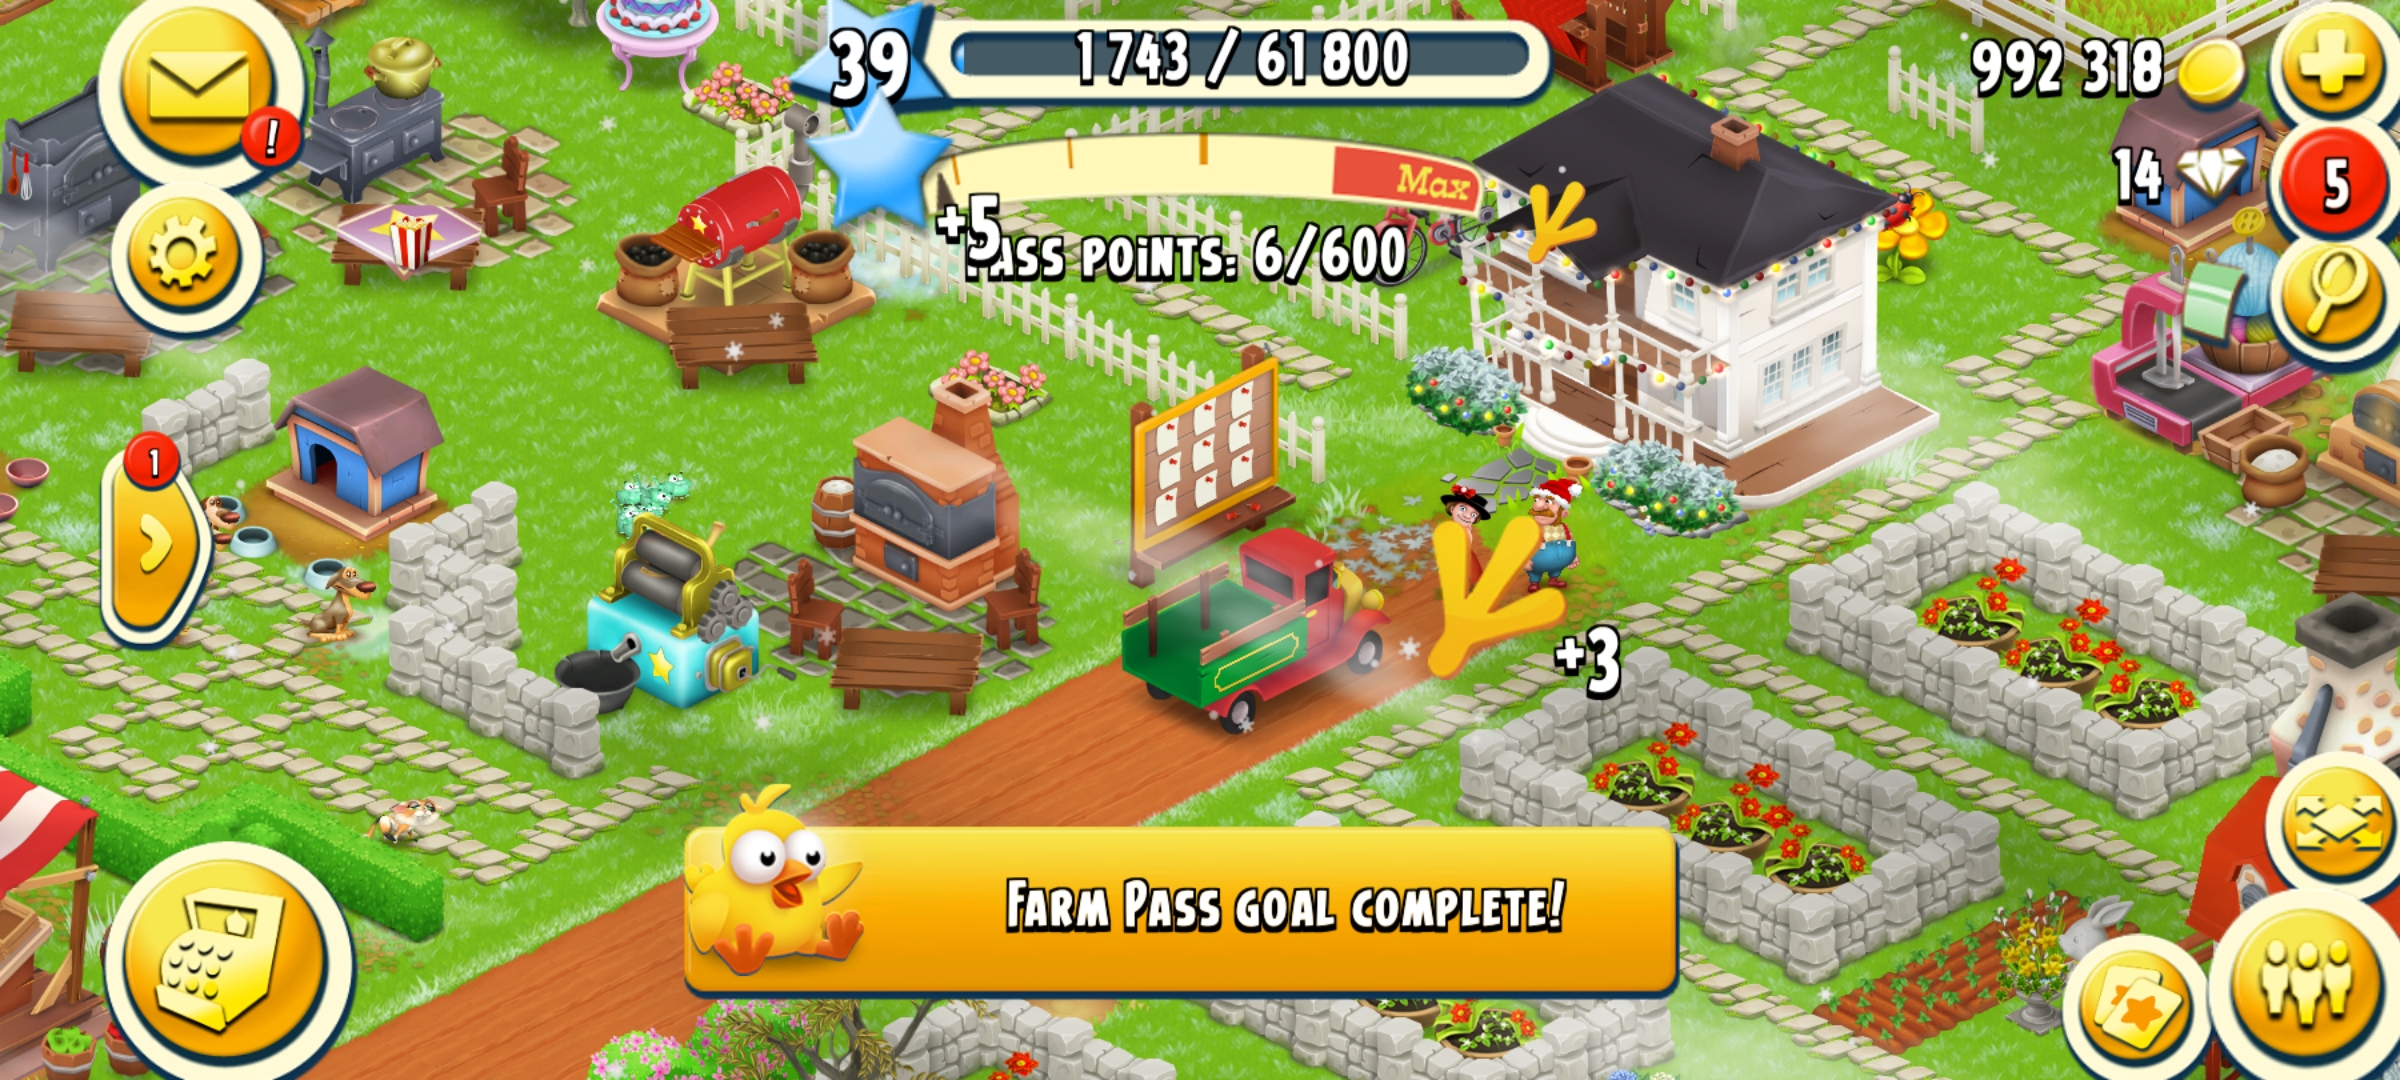 39
1 743 / 61 800
992 318
14
5
Max
+5
Pass points: 6/600
!
1
+3
Farm Pass goal complete!